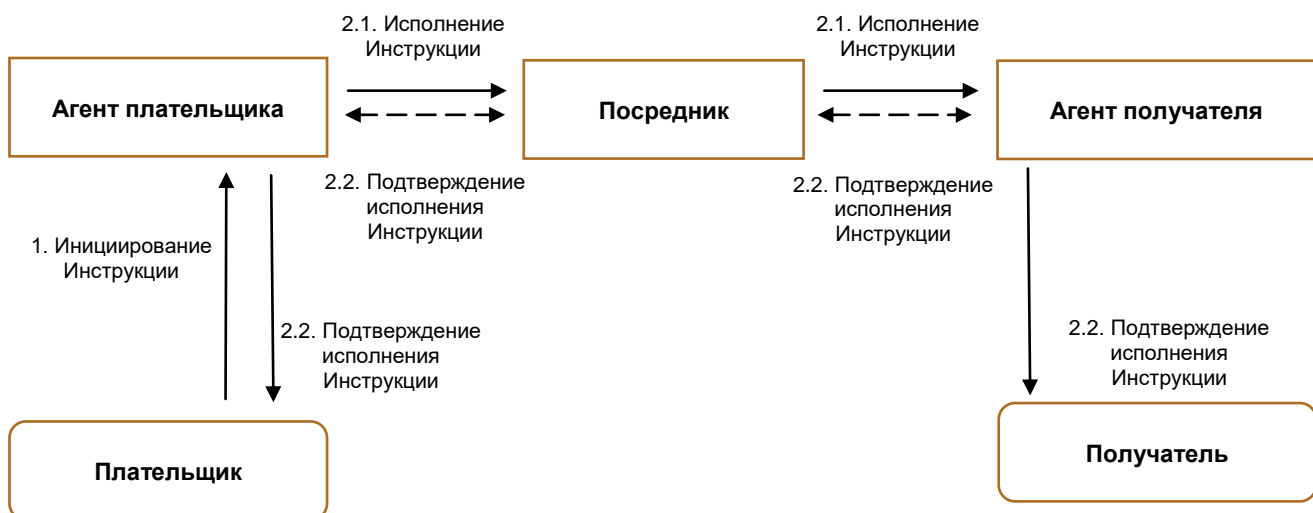 2.1. Исполнение
Инструкции
2.1. Исполнение
Инструкции
Агент плательщика
Посредник
Агент получателя
2.2. Подтверждение
исполнения
Инструкции
2.2. Подтверждение
исполнения
Инструкции
1. Инициирование
Инструкции
2.2. Подтверждение
исполнения
Инструкции
2.2. Подтверждение
исполнения
Инструкции
Плательщик
Получатель